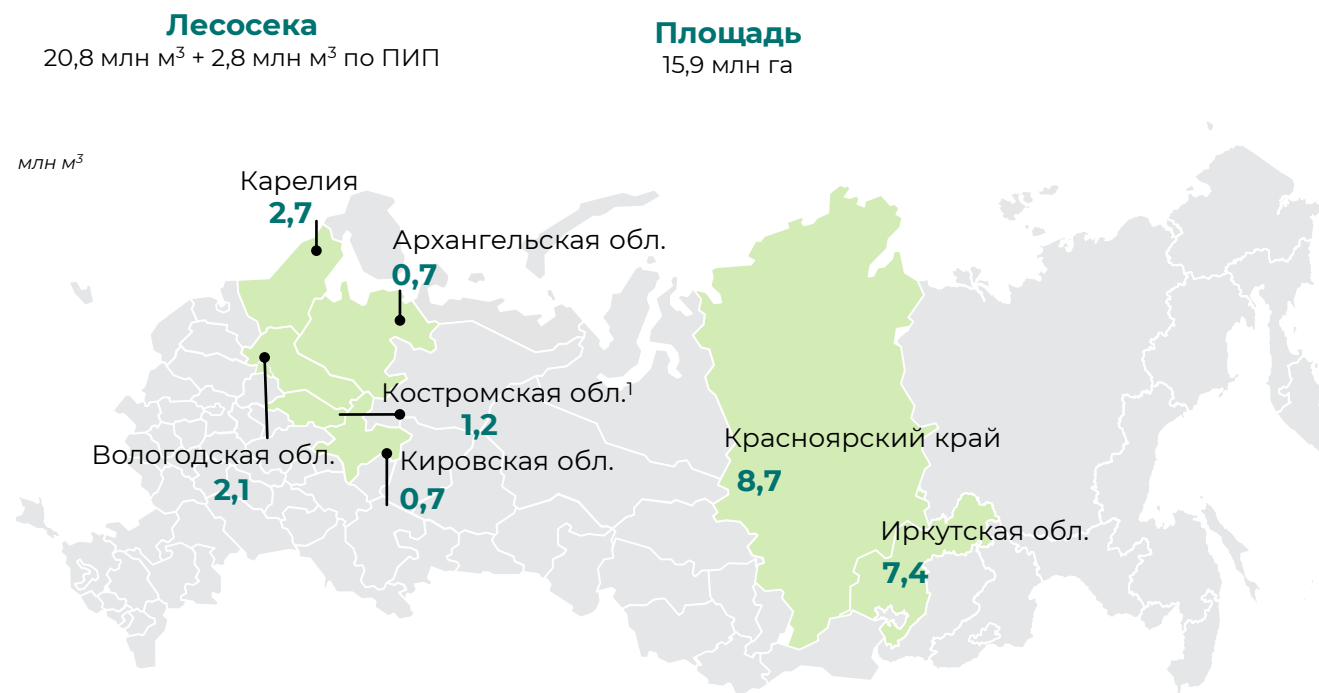 Лесосека
20,8 млн м³ + 2,8 млн м³ по ПИП
Площадь
15,9 млн га
млн м³
Карелия
2,7
Архангельская обл.
0,7
Костромская обл.¹
1,2
Вологодская обл.
2,1
Кировская обл.
0,7
Красноярский край
8,7
Иркутская обл.
7,4